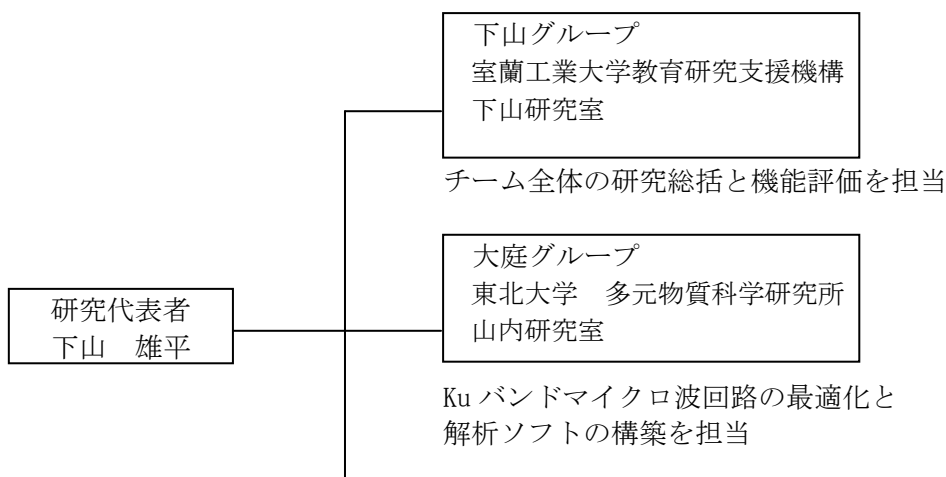 下山グループ
室蘭工業大学教育研究支援機構
下山研究室
チーム全体の研究総括と機能評価を担当
大庭グループ
東北大学　多元物質科学研究所
山内研究室
研究代表者
下山　雄平
Ku バンドマイクロ波回路の最適化と
解析ソフトの構築を担当